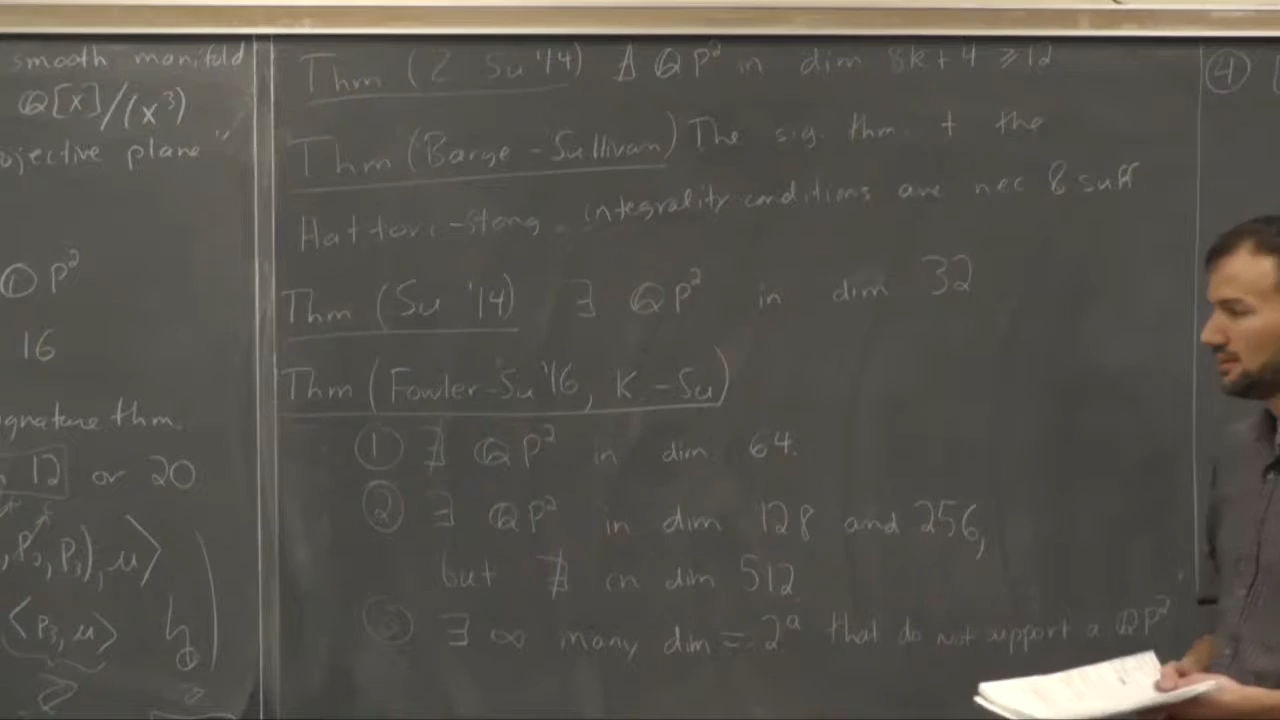 smooth manifold
Q[x]/(x³)
ojective plane"
P²
16
gnature thm.
12 or 20
P₃, P₃), μ⟩
⟨P₃, μ⟩
Thm (Z Su '14) ∄ QP² in dim 8k+4 ≥12
Thm (Barge-Sullivan) The sig. thm. + the
Hattori-Stong integrality conditions are nec & suff
Thm (Su '14) ∃ QP² in dim 32
Thm (Fowler-Su '16, K.-Su)
① ∄ QP² in dim 64.
② ∃ QP² in dim 128 and 256,
but ∄ in dim 512
③ ∃ ∞ many dim = 2ᵃ that do not support a QP²
④